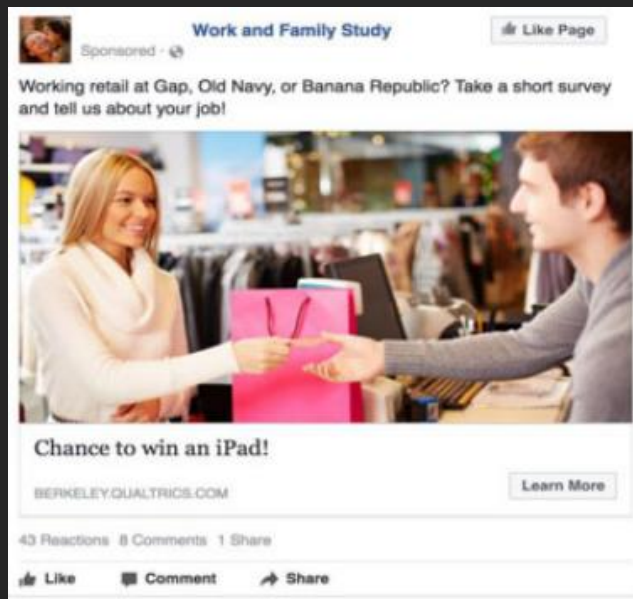 Work and Family Study
Like Page
Sponsored ·
Working retail at Gap, Old Navy, or Banana Republic? Take a short survey
and tell us about your job!
Chance to win an iPad!
BERKELEY.QUALTRICS.COM
Learn More
43 Reactions 8 Comments 1 Share
Like Comment Share